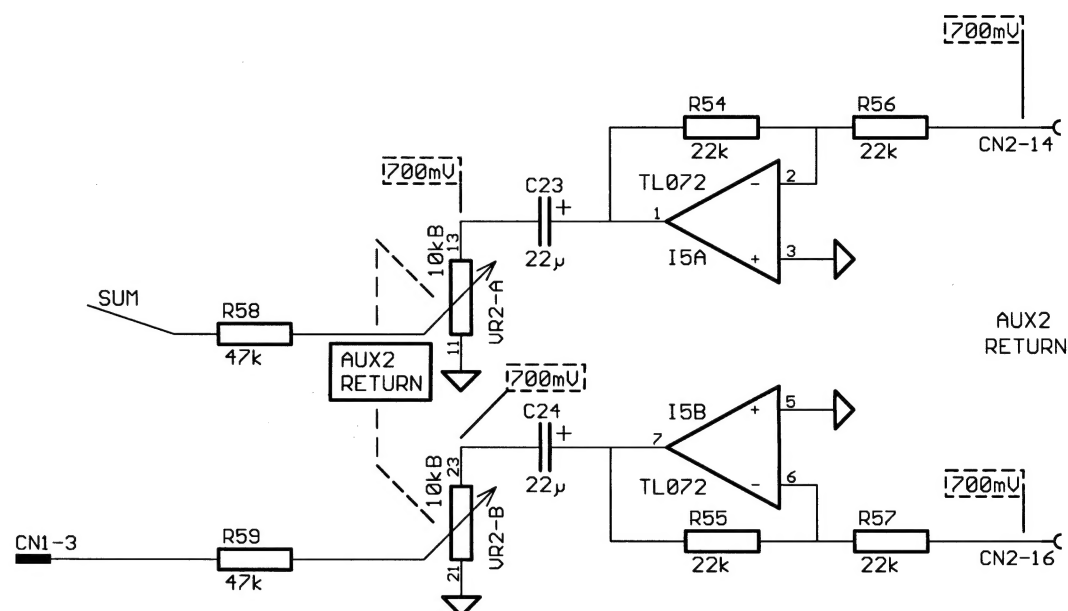 700mV
R54
R56
22k
22k
CN2-14
700mV
TL072
2
C23
+
1
−
10kB
13
22µ
I5A
+
3
SUM
R58
VR2-A
47k
11
AUX2
RETURN
AUX2
RETURN
700mV
C24
+
I5B
+
5
7
10kB
23
22µ
TL072
−
6
700mV
R55
R57
CN1-3
R59
VR2-B
22k
22k
CN2-16
47k
21